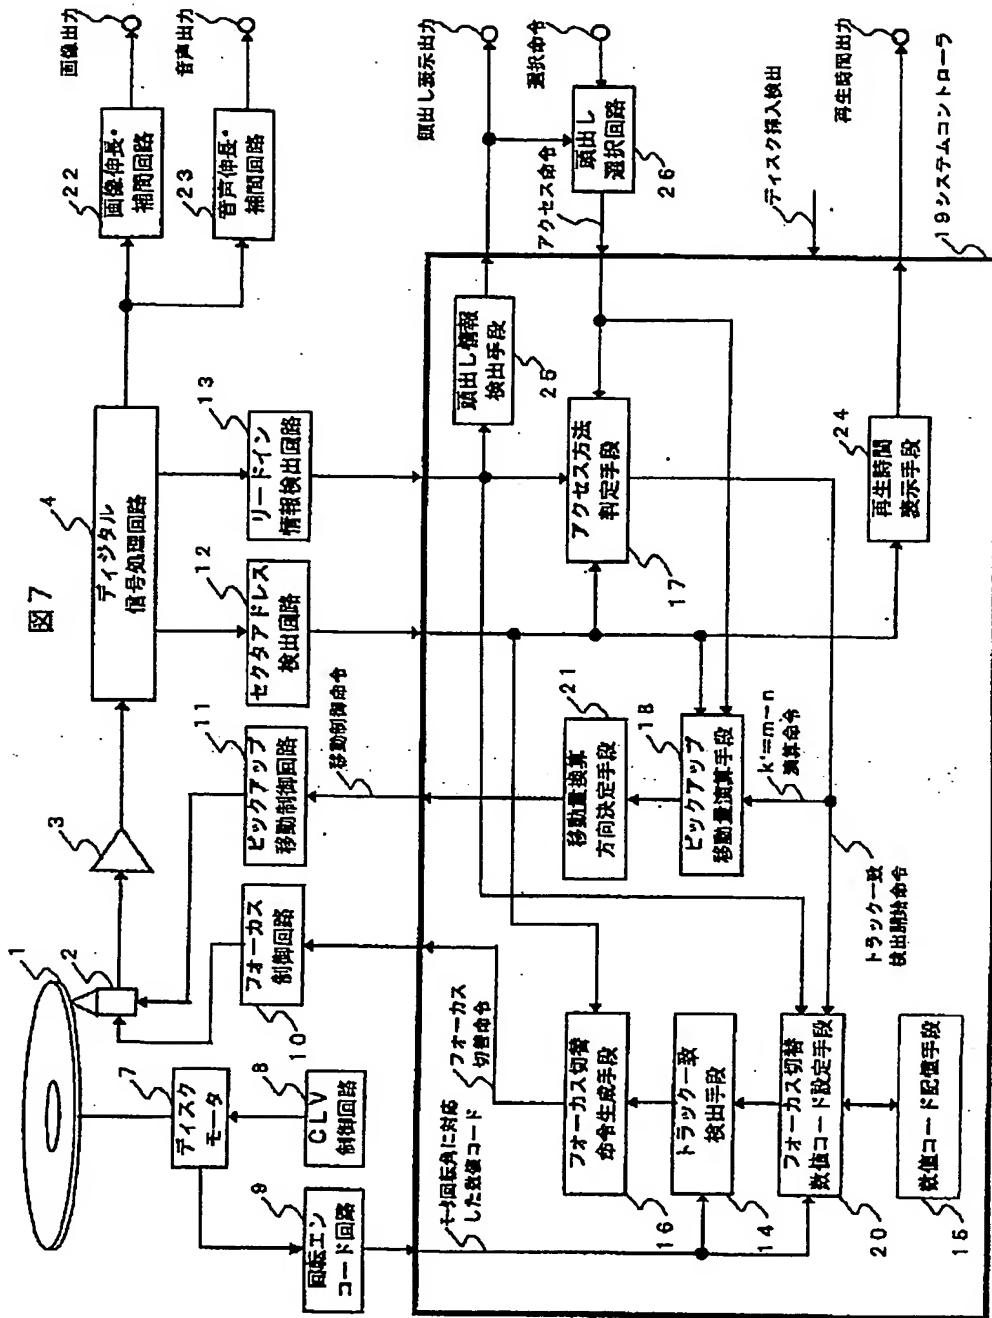 図7
1
2
3
4
ディジタル
信号処理回路
22
画像伸長・
補間回路
画像出力
23
音声伸長・
補間回路
音声出力
7
ディスク
モータ
8
CLV
制御回路
9
回転エン
コード回路
10
フォーカス
制御回路
11
ピックアップ
移動制御回路
12
セクタアドレス
検出回路
13
リードイン
情報検出回路
頭出し表示出力
選択命令
頭出し
選択回路
26
アクセス命令
ディスク挿入検出
再生時間出力
19システムコントローラ
移動制御命令
フォーカス
切替命令
モータ回転角に対応
した数値コード
頭出し情報
検出手段
25
アクセス方法
判定手段
17
24
再生時間
表示手段
21
移動量換算
方向決定手段
18
ピックアップ
移動量演算手段
k'=m−n
演算命令
トラック一致
検出開始命令
フォーカス切替
命令生成手段
16
トラック一致
検出手段
14
フォーカス切替
数値コード設定手段
20
数値コード記憶手段
15